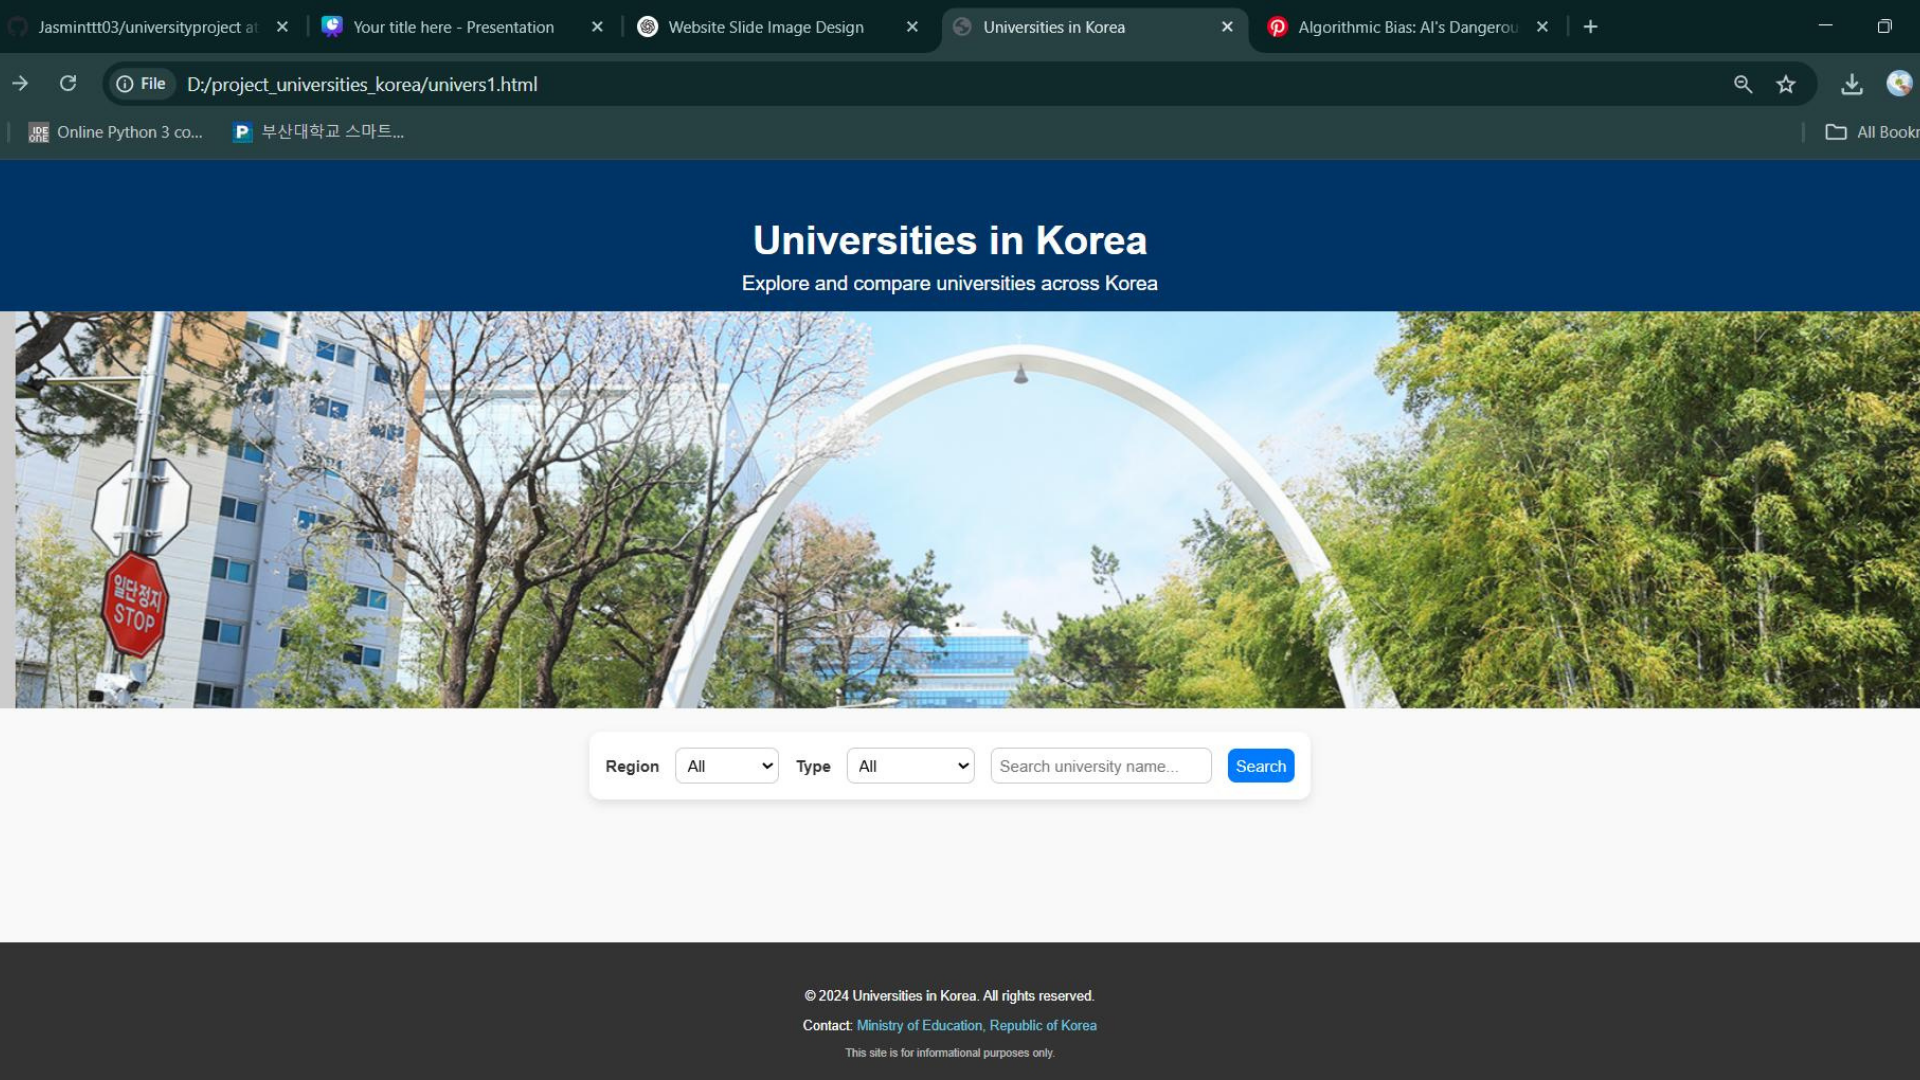 Jasminttt03/universityproject at
Your title here - Presentation
Website Slide Image Design
Universities in Korea
Algorithmic Bias: AI's Dangerou
File
D:/project_universities_korea/univers1.html
IDE ONE
Online Python 3 co...
P
부산대학교 스마트...
All Bookr
Universities in Korea
Explore and compare universities across Korea
일단정지
STOP
Region
All
Type
All
Search university name...
Search
© 2024 Universities in Korea. All rights reserved.
Contact: Ministry of Education, Republic of Korea
This site is for informational purposes only.